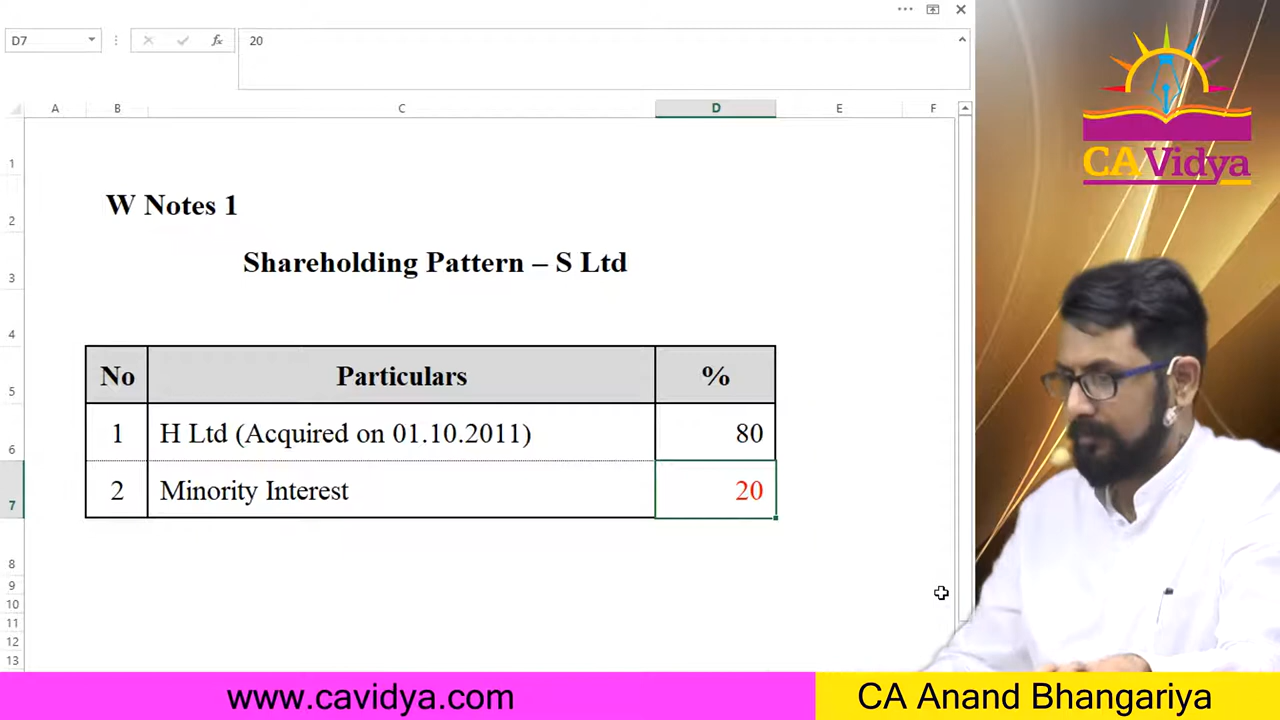 D7
fx
20
A B C D E F
1
W Notes 1
2
Shareholding Pattern – S Ltd
3
4
No Particulars %
5
1 H Ltd (Acquired on 01.10.2011) 80
6
2 Minority Interest 20
7
8
9
10
11
12
13
CA Vidya
www.cavidya.com
CA Anand Bhangariya